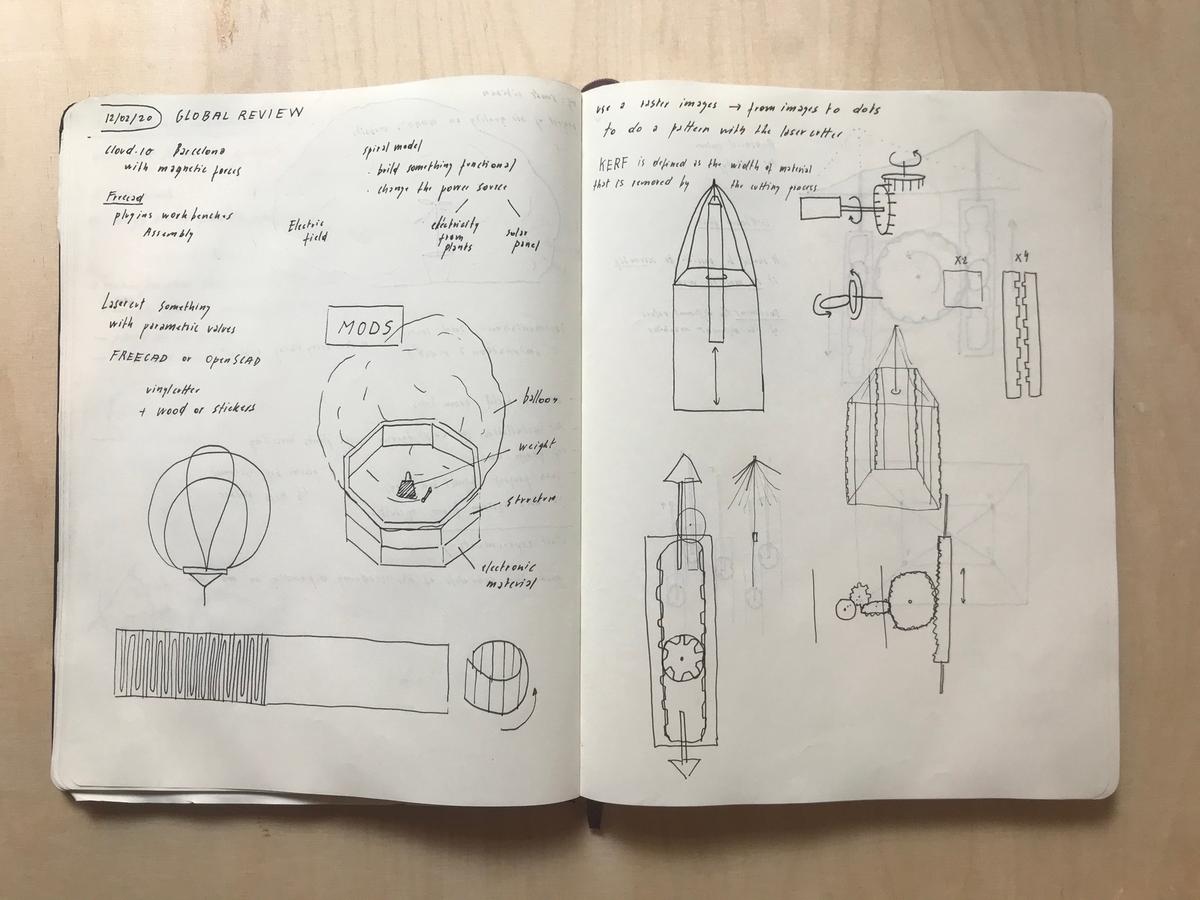 12/02/20 GLOBAL REVIEW
Cloud.io Barcelona
with magnetic forces
Freecad
plugins workbenches
Assembly
Electric
field
spiral model
. build something functional
. change the power source
electricity
from
plants
solar
panel
Lasercut something
with parametric valves
FREECAD or OpenSCAD
vinylcutter
+ wood or stickers
MODS
balloon
weight
structure
electronic
material
use a raster images → from images to dots
to do a pattern with the laser cutter
KERF is defined as the width of material
that is removed by the cutting process
X2
X4